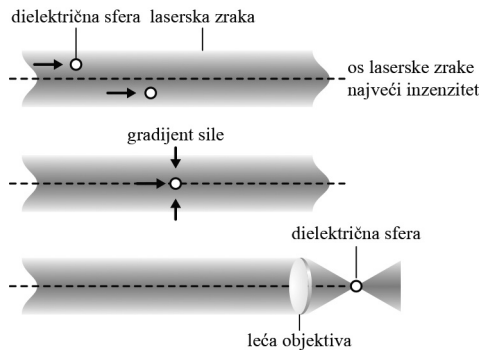 dielektrična sfera
laserska zraka
os laserske zrake
najveći inzenzitet
gradijent sile
dielektrična sfera
leća objektiva